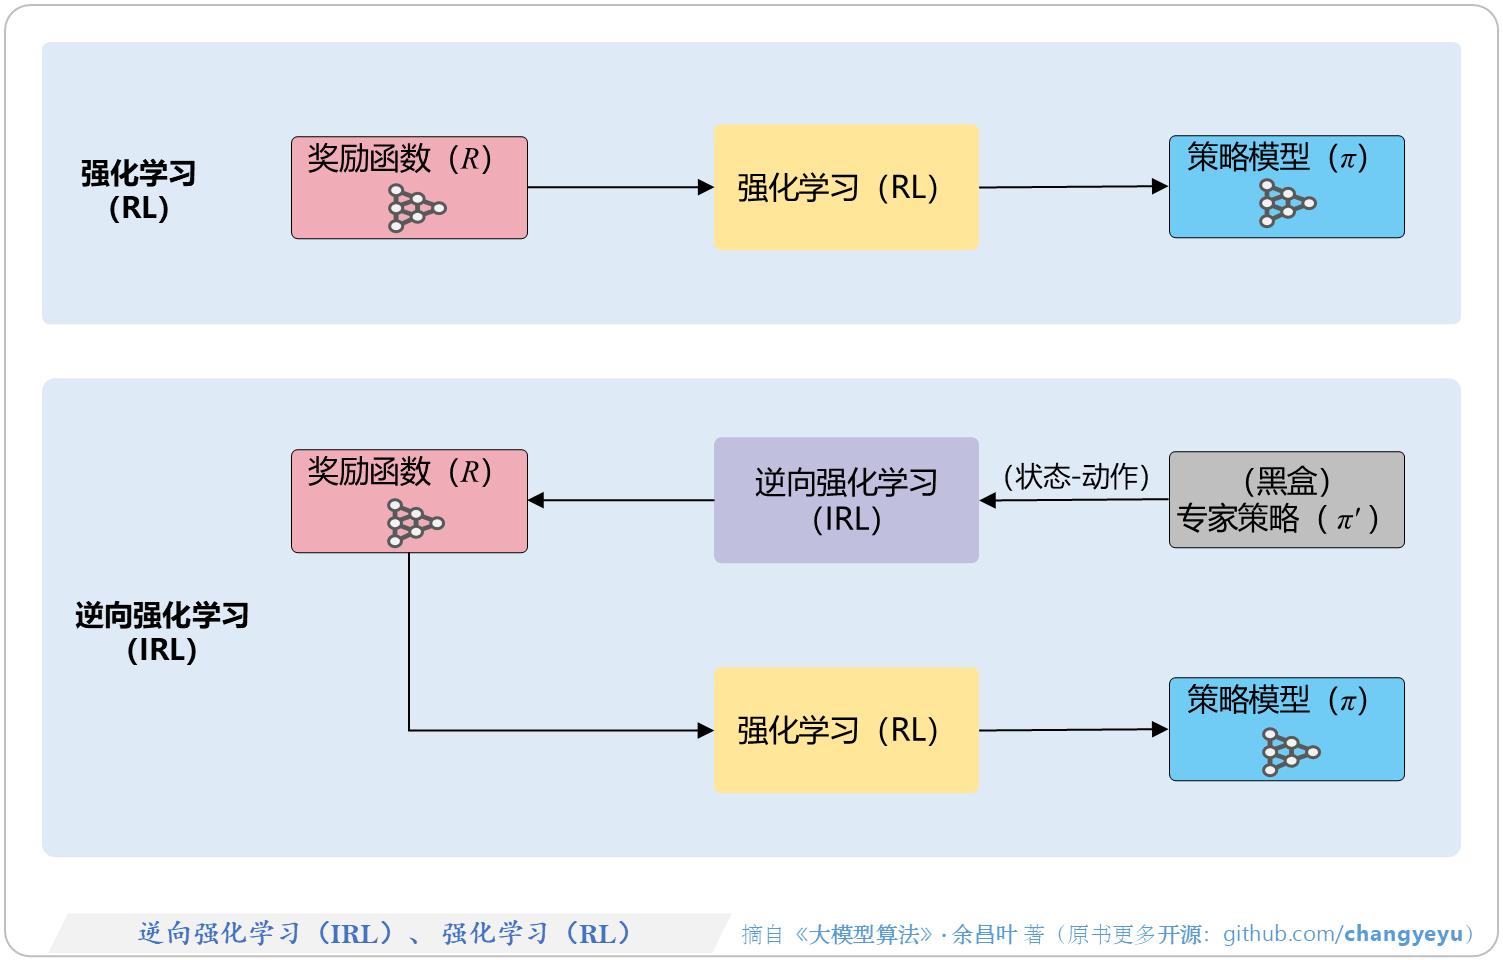 强化学习
（RL）
奖励函数（R）
强化学习（RL）
策略模型（π）
逆向强化学习
（IRL）
奖励函数（R）
逆向强化学习
（IRL）
（状态-动作）
（黑盒）
专家策略（π′）
强化学习（RL）
策略模型（π）
逆向强化学习（IRL）、强化学习（RL）
摘自《大模型算法》· 余昌叶 著（原书更多开源：github.com/changyeyu）